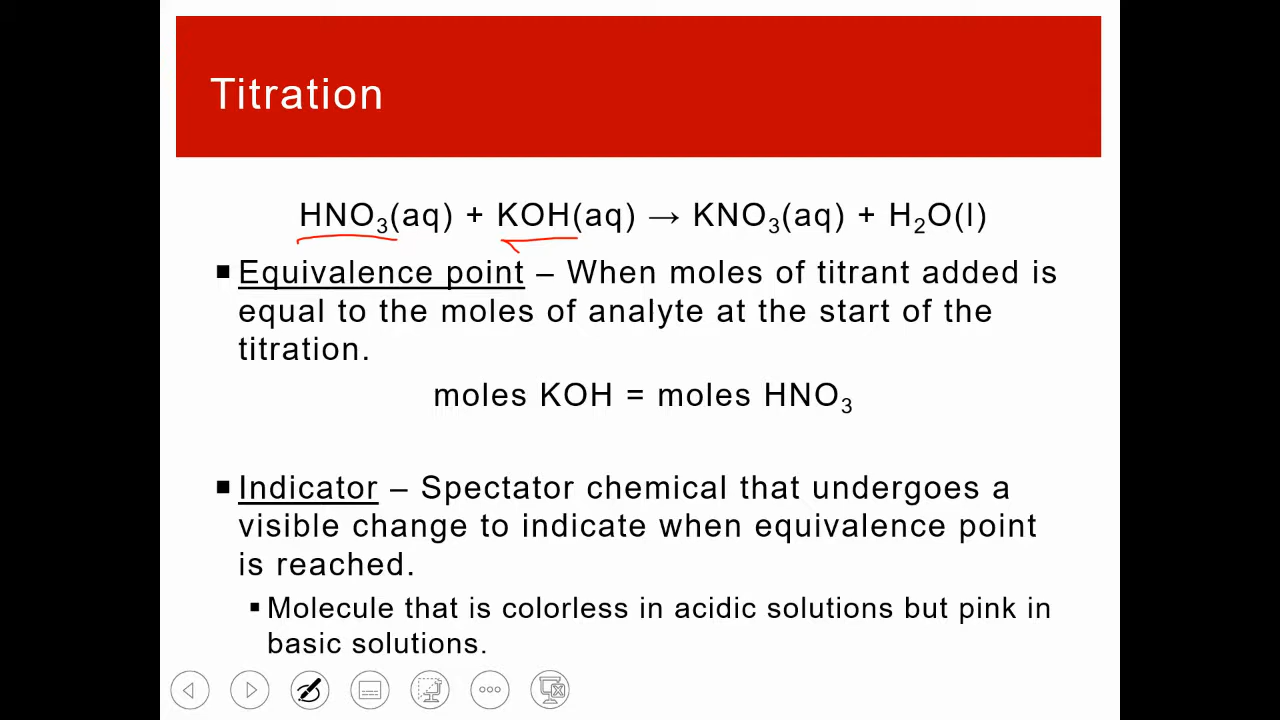 Titration
HNO₃(aq) + KOH(aq) → KNO₃(aq) + H₂O(l)
▪ Equivalence point – When moles of titrant added is
equal to the moles of analyte at the start of the
titration.
moles KOH = moles HNO₃
▪ Indicator – Spectator chemical that undergoes a
visible change to indicate when equivalence point
is reached.
▪ Molecule that is colorless in acidic solutions but pink in
basic solutions.